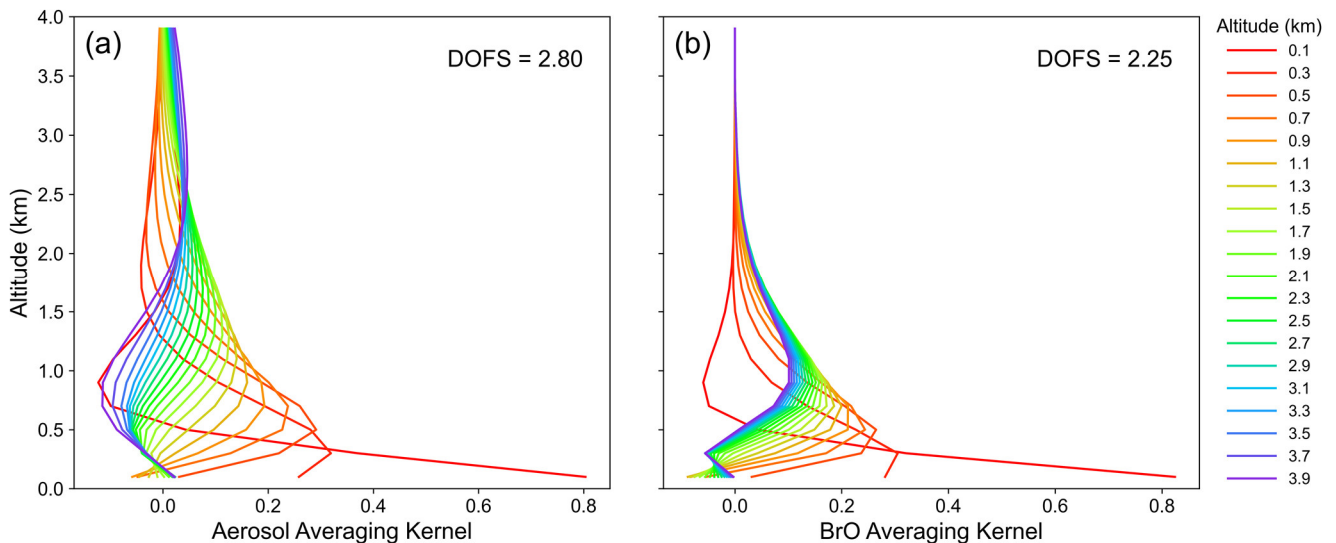 (a)
DOFS = 2.80
4.0
3.5
3.0
2.5
2.0
1.5
1.0
0.5
0.0
Altitude (km)
0.0 0.2 0.4 0.6 0.8
Aerosol Averaging Kernel
(b)
DOFS = 2.25
0.0 0.2 0.4 0.6 0.8
BrO Averaging Kernel
Altitude (km)
0.1
0.3
0.5
0.7
0.9
1.1
1.3
1.5
1.7
1.9
2.1
2.3
2.5
2.7
2.9
3.1
3.3
3.5
3.7
3.9